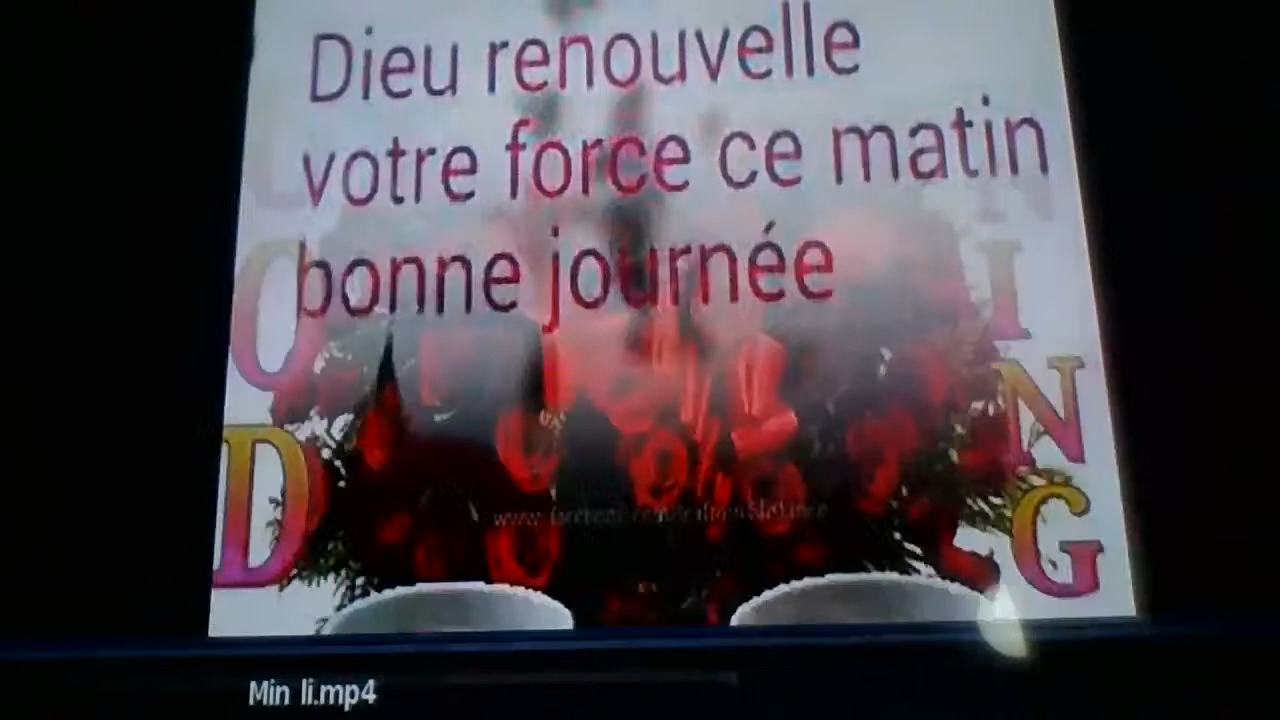 Dieu renouvelle
votre force ce matin
bonne journée
O
D
I
N
G
Min li.mp4